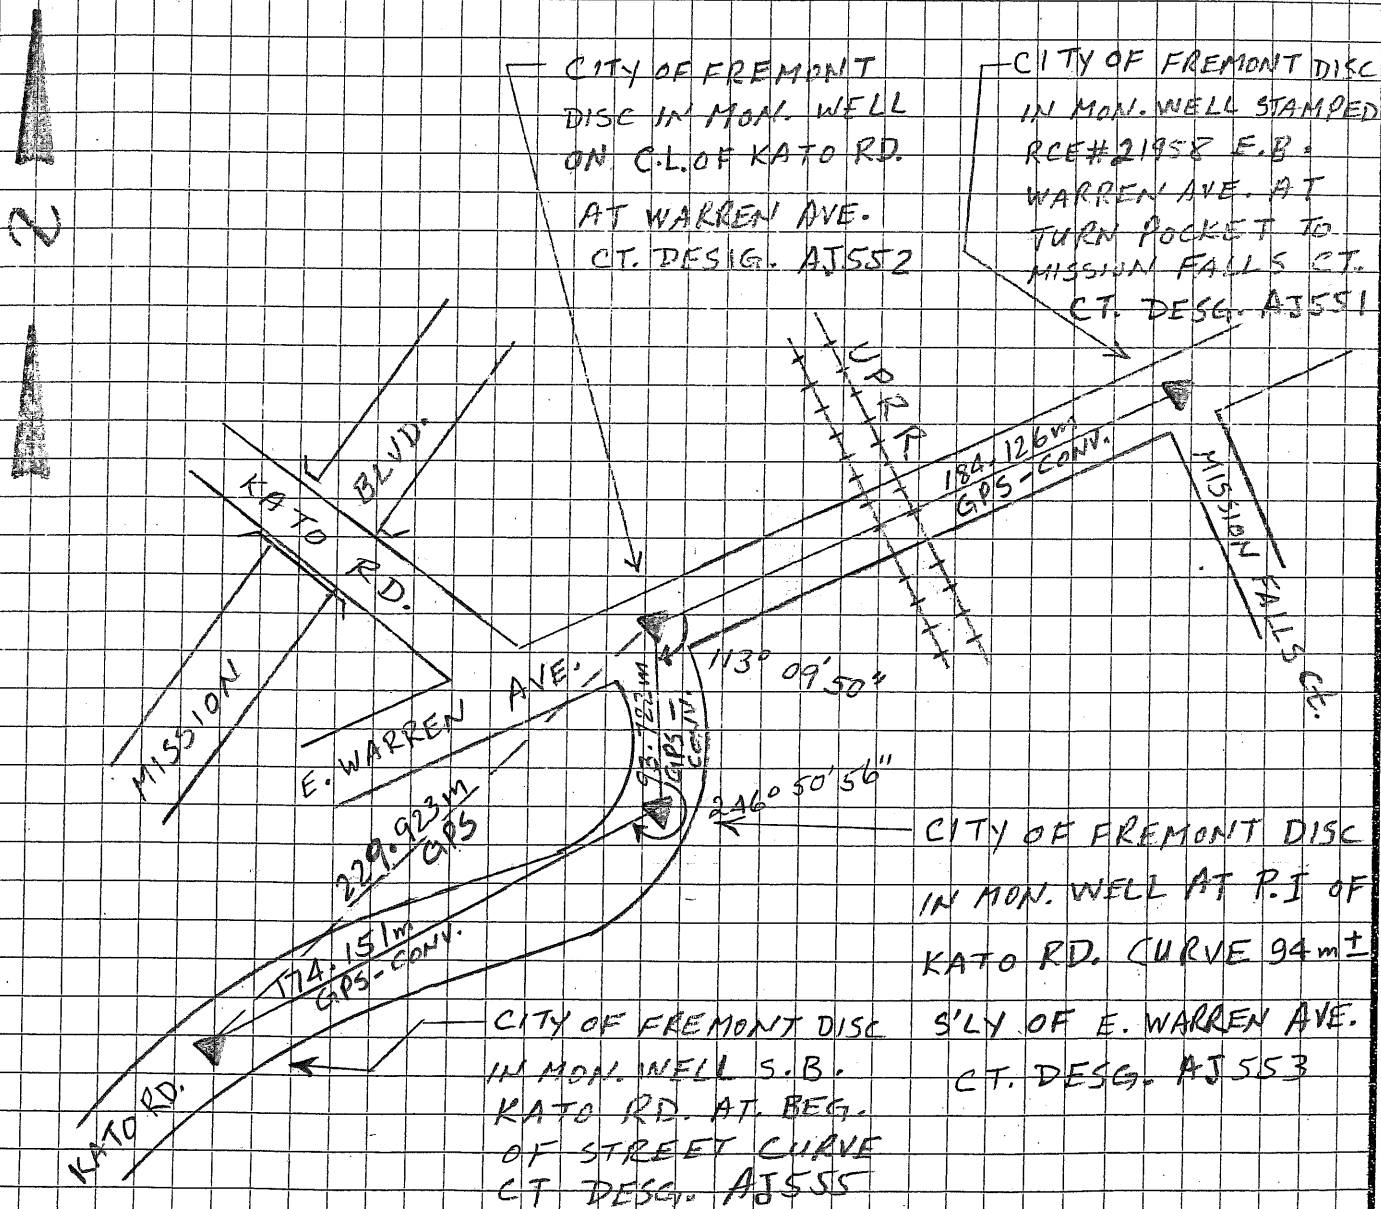 CITY OF FREMONT
DISC IN MON. WELL
ON C.L. OF KATO RD.
AT WARREN AVE.
CT. DESIG. AJ552
CITY OF FREMONT DISC
IN MON. WELL STAMPED
RCE#21958 E.B.
WARREN AVE. AT
TURN POCKET TO
MISSION FALLS CT.
CT. DESG. AJ551
N
UPRR
184.126m
GPS-CONV.
MISSION FALLS Ct.
BLVD.
KATO RD.
MISSION
E. WARREN AVE.
113° 09' 50"
93.722m
GPS-
CONV.
246° 50' 56"
229.923m
GPS
174.151m
GPS-CONV.
KATO RD.
CITY OF FREMONT DISC
IN MON. WELL AT P.I OF
KATO RD. CURVE 94m±
S'LY OF E. WARREN AVE.
CT. DESG. AJ553
CITY OF FREMONT DISC
IN MON. WELL S.B.
KATO RD. AT. BEG.
OF STREET CURVE
CT DESG. AJ555